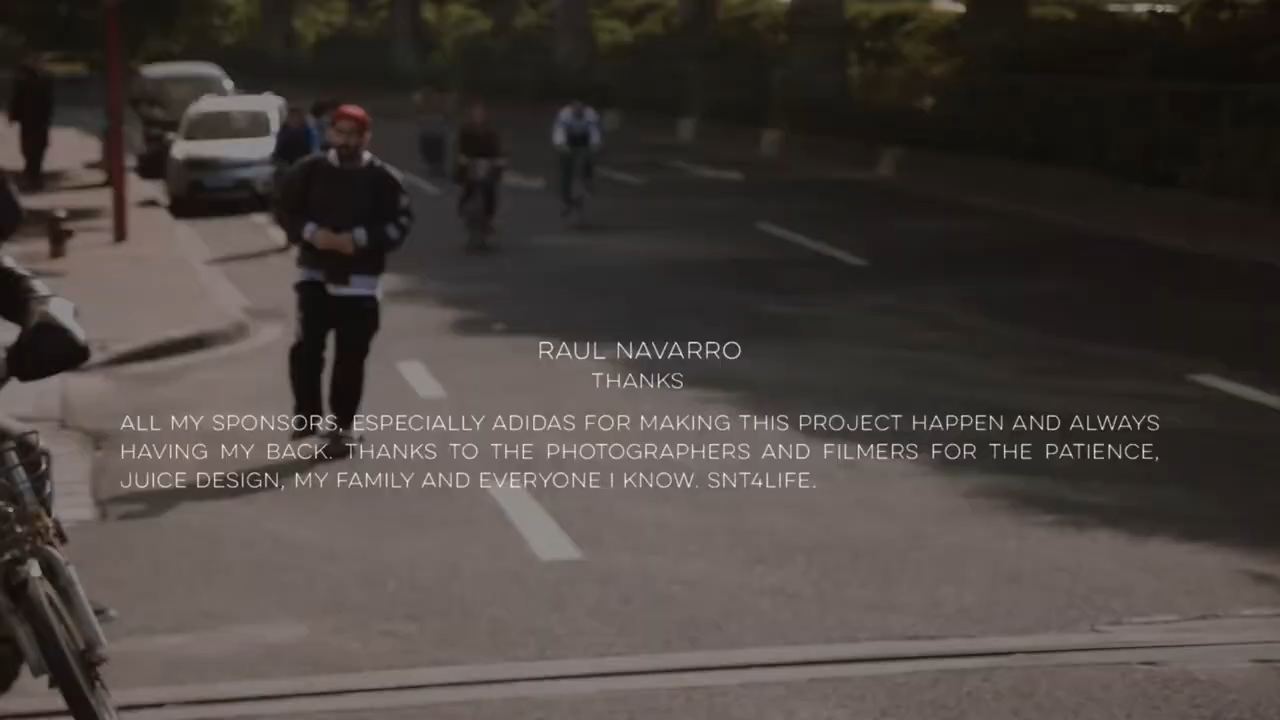 RAUL NAVARRO
THANKS
ALL MY SPONSORS, ESPECIALLY ADIDAS FOR MAKING THIS PROJECT HAPPEN AND ALWAYS
HAVING MY BACK. THANKS TO THE PHOTOGRAPHERS AND FILMERS FOR THE PATIENCE,
JUICE DESIGN, MY FAMILY AND EVERYONE I KNOW. SNT4LIFE.